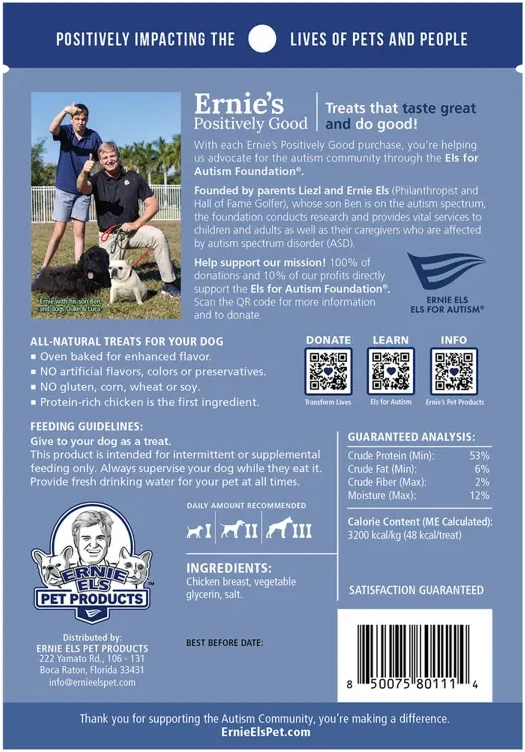 POSITIVELY IMPACTING THE LIVES OF PETS AND PEOPLE
Ernie's
Positively Good
Treats that taste great
and do good!
With each Ernie's Positively Good purchase, you're helping
us advocate for the autism community through the Els for
Autism Foundation®.
Founded by parents Liezl and Ernie Els (Philanthropist and
Hall of Fame Golfer), whose son Ben is on the autism spectrum,
the foundation conducts research and provides vital services to
children and adults as well as their caregivers who are affected
by autism spectrum disorder (ASD).
Help support our mission! 100% of
donations and 10% of our profits directly
support the Els for Autism Foundation®.
Scan the QR code for more information
and to donate.
ERNIE ELS
ELS FOR AUTISM®
Ernie with his son Ben
and dogs Duke & Luca
ALL-NATURAL TREATS FOR YOUR DOG
▪ Oven baked for enhanced flavor.
▪ NO artificial flavors, colors or preservatives.
▪ NO gluten, corn, wheat or soy.
▪ Protein-rich chicken is the first ingredient.
DONATE
Transform Lives
LEARN
Els for Autism
INFO
Ernie's Pet Products
FEEDING GUIDELINES:
Give to your dog as a treat.
This product is intended for intermittent or supplemental
feeding only. Always supervise your dog while they eat it.
Provide fresh drinking water for your pet at all times.
GUARANTEED ANALYSIS:
Crude Protein (Min): 53%
Crude Fat (Min): 6%
Crude Fiber (Max): 2%
Moisture (Max): 12%
Calorie Content (ME Calculated):
3200 kcal/kg (48 kcal/treat)
SATISFACTION GUARANTEED
DAILY AMOUNT RECOMMENDED
INGREDIENTS:
Chicken breast, vegetable
glycerin, salt.
BEST BEFORE DATE:
ERNIE
ELS™
PET PRODUCTS
Distributed by:
ERNIE ELS PET PRODUCTS
222 Yamato Rd., 106 - 131
Boca Raton, Florida 33431
info@ernieelspet.com
8 50075 80111 4
Thank you for supporting the Autism Community, you're making a difference.
ErnieElsPet.com